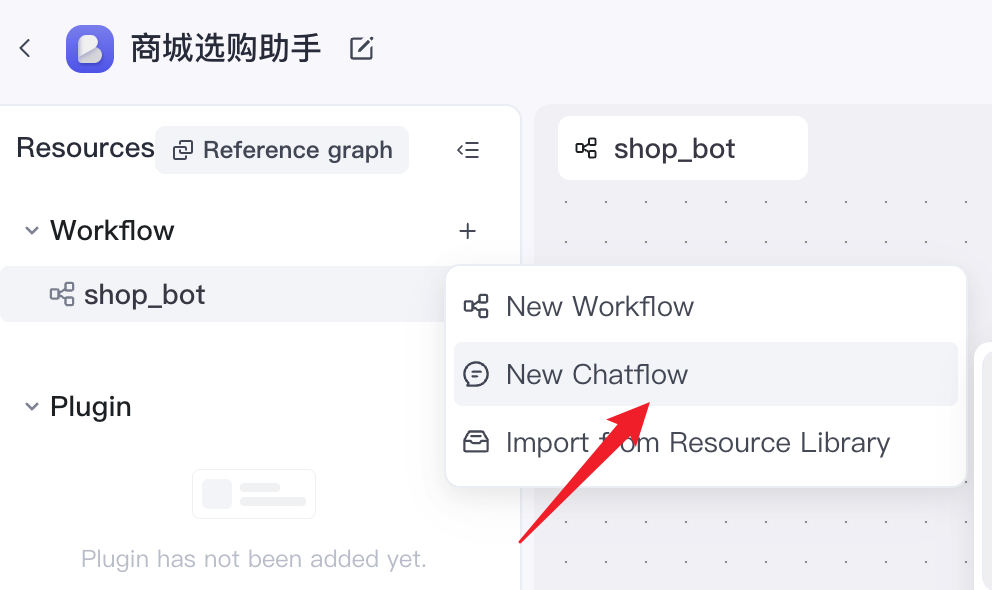 商城选购助手
Resources
Reference graph
shop_bot
Workflow
shop_bot
New Workflow
New Chatflow
Import from Resource Library
Plugin
Plugin has not been added yet.